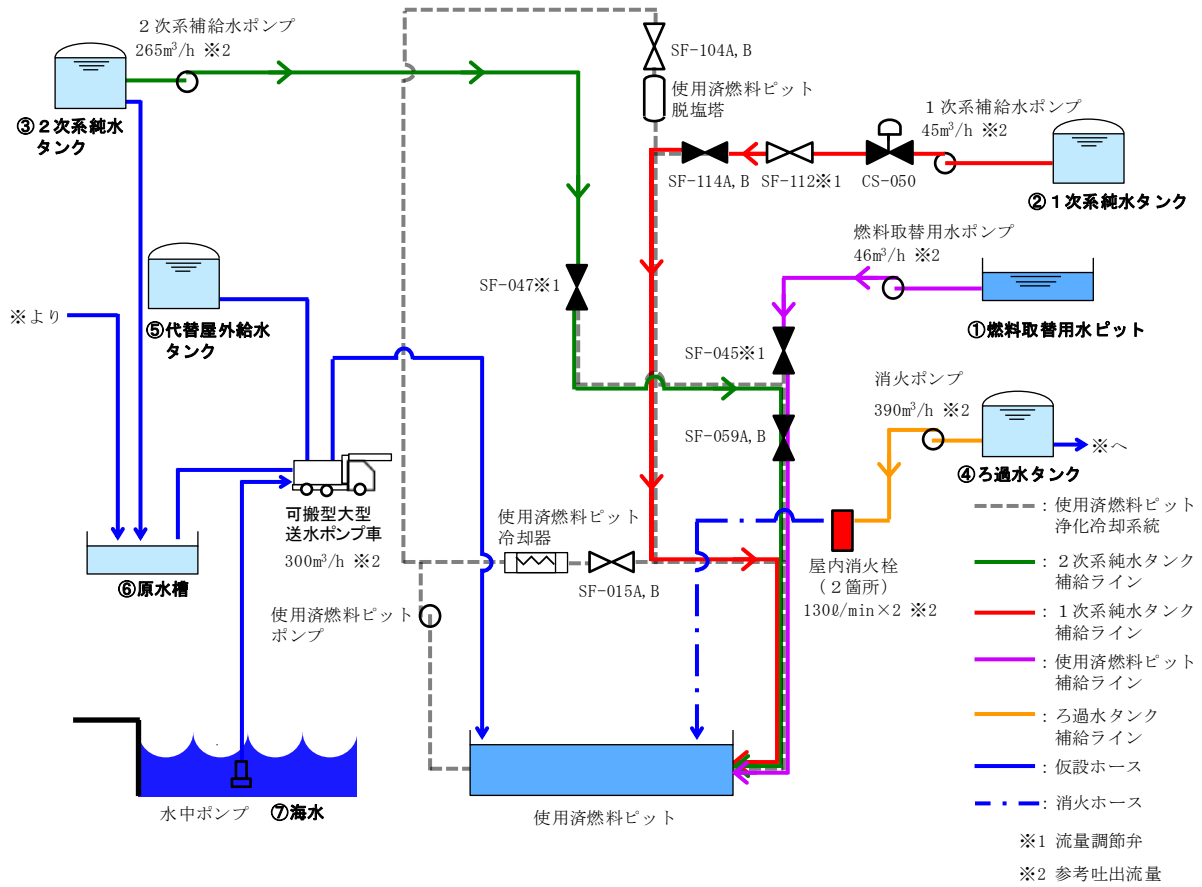 2次系補給水ポンプ
265m³/h ※2
③2次系純水
タンク
SF-104A,B
使用済燃料ピット
脱塩塔
1次系補給水ポンプ
45m³/h ※2
SF-114A,B
SF-112※1
CS-050
②1次系純水タンク
燃料取替用水ポンプ
46m³/h ※2
①燃料取替用水ピット
SF-047※1
※より
⑤代替屋外給水
タンク
SF-045※1
消火ポンプ
390m³/h ※2
SF-059A,B
※へ
④ろ過水タンク
可搬型大型
送水ポンプ車
300m³/h ※2
使用済燃料ピット
冷却器
SF-015A,B
屋内消火栓
(2箇所)
130ℓ/min×2 ※2
⑥原水槽
使用済燃料ピット
ポンプ
水中ポンプ
⑦海水
使用済燃料ピット
:使用済燃料ピット
浄化冷却系統
:2次系純水タンク
補給ライン
:1次系純水タンク
補給ライン
:使用済燃料ピット
補給ライン
:ろ過水タンク
補給ライン
:仮設ホース
:消火ホース
※1 流量調節弁
※2 参考吐出流量